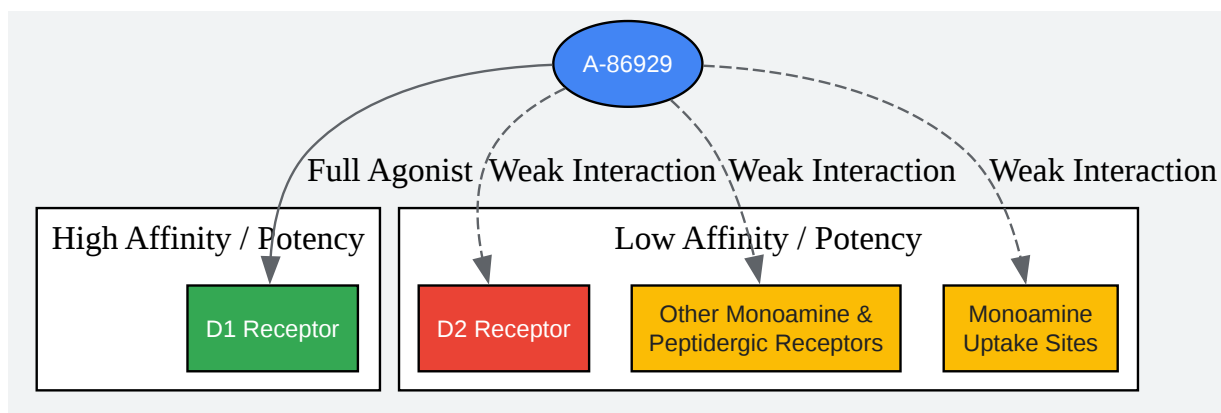 A-86929
Full Agonist
Weak Interaction
Weak Interaction
Weak Interaction
High Affinity / Potency
Low Affinity / Potency
D1 Receptor
D2 Receptor
Other Monoamine &
Peptidergic Receptors
Monoamine
Uptake Sites